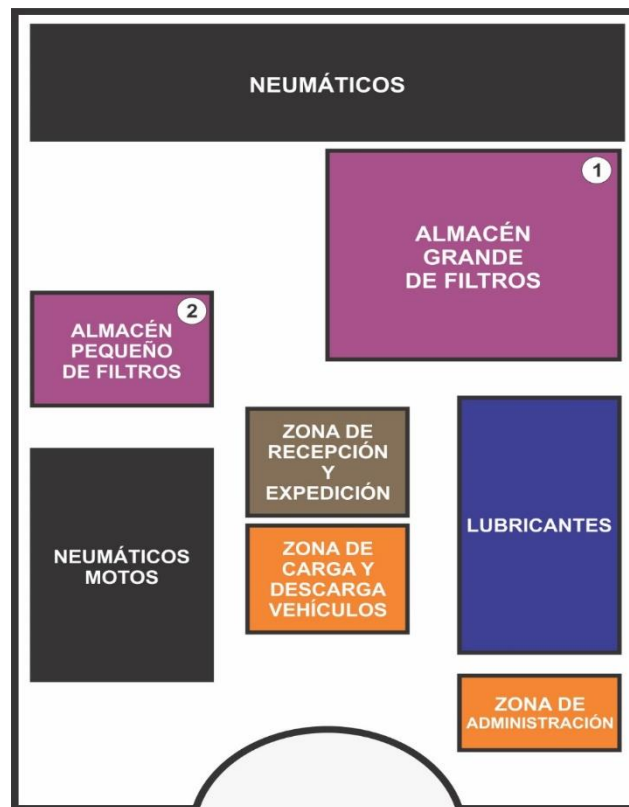 NEUMÁTICOS
1
ALMACÉN
GRANDE
DE FILTROS
2
ALMACÉN
PEQUEÑO
DE FILTROS
ZONA DE
RECEPCIÓN
Y
EXPEDICIÓN
LUBRICANTES
NEUMÁTICOS
MOTOS
ZONA DE
CARGA Y
DESCARGA
VEHÍCULOS
ZONA DE
ADMINISTRACIÓN